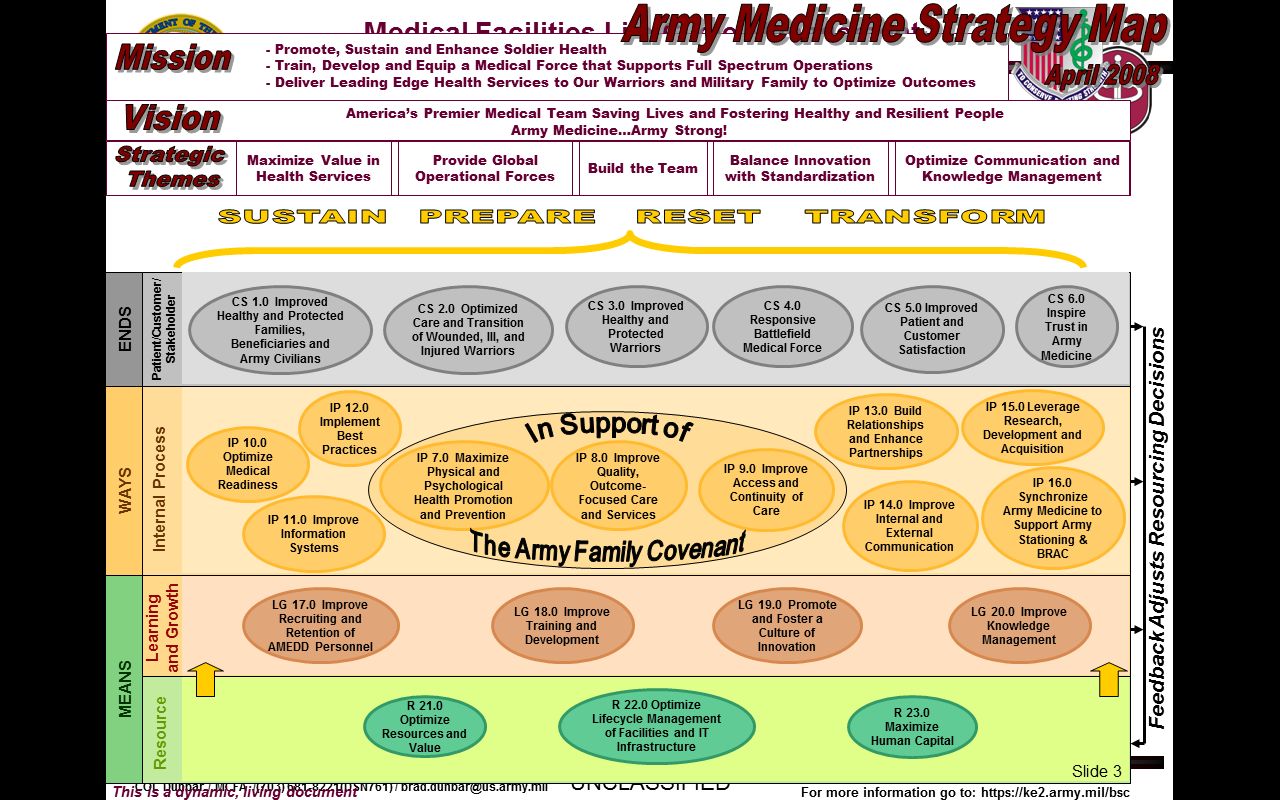 Army Medicine Strategy Map
April 2008
Medical Facilities
Mission
- Promote, Sustain and Enhance Soldier Health
- Train, Develop and Equip a Medical Force that Supports Full Spectrum Operations
- Deliver Leading Edge Health Services to Our Warriors and Military Family to Optimize Outcomes
Vision
America's Premier Medical Team Saving Lives and Fostering Healthy and Resilient People
Army Medicine...Army Strong!
Strategic
Themes
Maximize Value in
Health Services
Provide Global
Operational Forces
Build the Team
Balance Innovation
with Standardization
Optimize Communication and
Knowledge Management
SUSTAIN PREPARE RESET TRANSFORM
ENDS
Patient/Customer/
Stakeholder
CS 1.0 Improved
Healthy and Protected
Families,
Beneficiaries and
Army Civilians
CS 2.0 Optimized
Care and Transition
of Wounded, Ill, and
Injured Warriors
CS 3.0 Improved
Healthy and
Protected
Warriors
CS 4.0
Responsive
Battlefield
Medical Force
CS 5.0 Improved
Patient and
Customer
Satisfaction
CS 6.0
Inspire
Trust in
Army
Medicine
WAYS
Internal Process
IP 10.0
Optimize
Medical
Readiness
IP 12.0
Implement
Best
Practices
IP 11.0 Improve
Information
Systems
In Support of
IP 7.0 Maximize
Physical and
Psychological
Health Promotion
and Prevention
IP 8.0 Improve
Quality,
Outcome-
Focused Care
and Services
IP 9.0 Improve
Access and
Continuity of
Care
The Army Family Covenant
IP 13.0 Build
Relationships
and Enhance
Partnerships
IP 15.0 Leverage
Research,
Development and
Acquisition
IP 14.0 Improve
Internal and
External
Communication
IP 16.0
Synchronize
Army Medicine to
Support Army
Stationing &
BRAC
MEANS
Learning
and Growth
LG 17.0 Improve
Recruiting and
Retention of
AMEDD Personnel
LG 18.0 Improve
Training and
Development
LG 19.0 Promote
and Foster a
Culture of
Innovation
LG 20.0 Improve
Knowledge
Management
Resource
R 21.0
Optimize
Resources and
Value
R 22.0 Optimize
Lifecycle Management
of Facilities and IT
Infrastructure
R 23.0
Maximize
Human Capital
Feedback Adjusts Resourcing Decisions
Slide 3
COL Dunbar / MCFA / (703) 681-8221(DSN761) / brad.dunbar@us.army.mil
UNCLASSIFIED
This is a dynamic, living document
For more information go to: https://ke2.army.mil/bsc